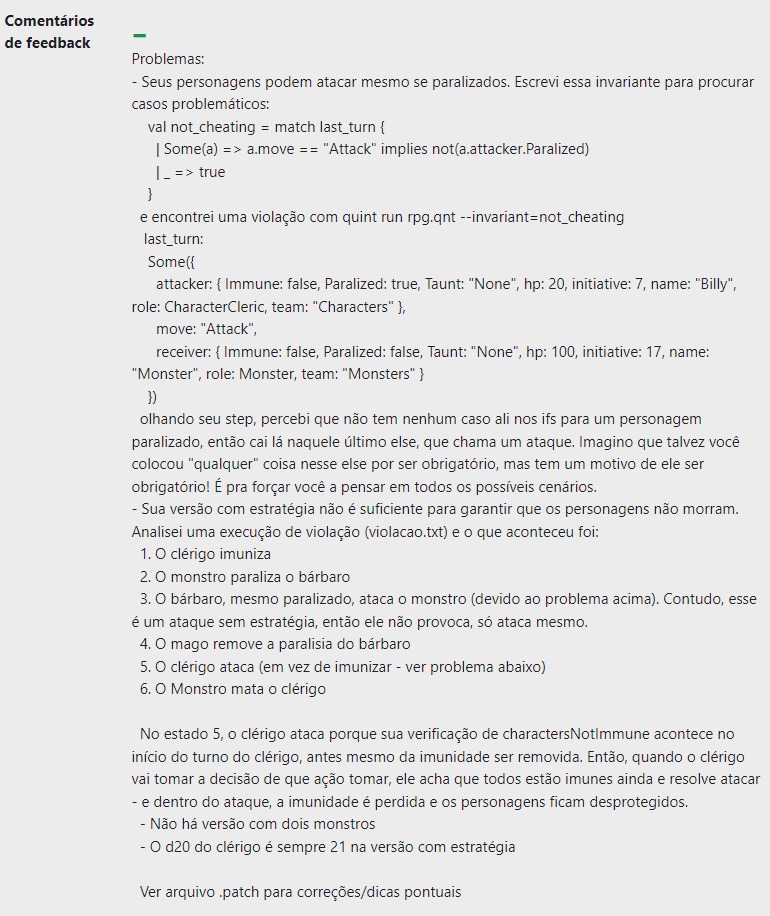 Comentários
de feedback
Problemas:
- Seus personagens podem atacar mesmo se paralizados. Escrevi essa invariante para procurar
casos problemáticos:
val not_cheating = match last_turn {
| Some(a) => a.move == "Attack" implies not(a.attacker.Paralized)
| _ => true
}
e encontrei uma violação com quint run rpg.qnt --invariant=not_cheating
last_turn:
Some({
attacker: { Immune: false, Paralized: true, Taunt: "None", hp: 20, initiative: 7, name: "Billy",
role: CharacterCleric, team: "Characters" },
move: "Attack",
receiver: { Immune: false, Paralized: false, Taunt: "None", hp: 100, initiative: 17, name:
"Monster", role: Monster, team: "Monsters" }
})
olhando seu step, percebi que não tem nenhum caso ali nos ifs para um personagem
paralizado, então cai lá naquele último else, que chama um ataque. Imagino que talvez você
colocou "qualquer" coisa nesse else por ser obrigatório, mas tem um motivo de ele ser
obrigatório! É pra forçar você a pensar em todos os possíveis cenários.
- Sua versão com estratégia não é suficiente para garantir que os personagens não morram.
Analisei uma execução de violação (violacao.txt) e o que aconteceu foi:
1. O clérigo imuniza
2. O monstro paraliza o bárbaro
3. O bárbaro, mesmo paralizado, ataca o monstro (devido ao problema acima). Contudo, esse
é um ataque sem estratégia, então ele não provoca, só ataca mesmo.
4. O mago remove a paralisia do bárbaro
5. O clérigo ataca (em vez de imunizar - ver problema abaixo)
6. O Monstro mata o clérigo
No estado 5, o clérigo ataca porque sua verificação de charactersNotImmune acontece no
início do turno do clérigo, antes mesmo da imunidade ser removida. Então, quando o clérigo
vai tomar a decisão de que ação tomar, ele acha que todos estão imunes ainda e resolve atacar
- e dentro do ataque, a imunidade é perdida e os personagens ficam desprotegidos.
- Não há versão com dois monstros
- O d20 do clérigo é sempre 21 na versão com estratégia
Ver arquivo .patch para correções/dicas pontuais